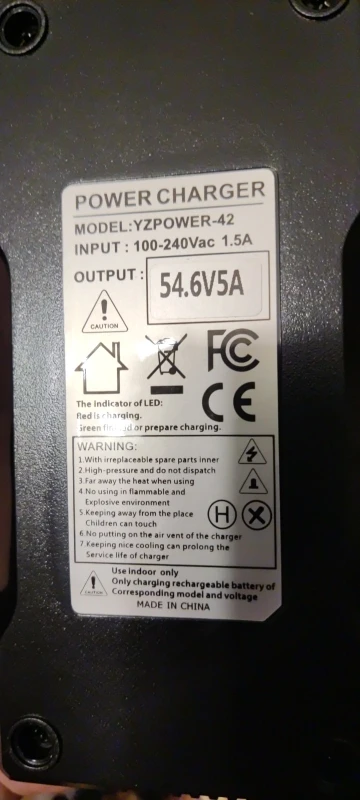 POWER CHARGER
MODEL:YZPOWER-42
INPUT : 100-240Vac 1.5A
OUTPUT :
54.6V5A
CAUTION
FC
CE
The indicator of LED:
Red is charging.
Green or prepare charging.
WARNING:
1.With irreplaceable spare parts inner
2.High-pressure and do not dispatch
3.Far away the heat when using
4.No using in flammable and
Explosive environment
5.Keeping away from the place
Children can touch
H
6.No putting on the air vent of the charger
7.Keeping nice cooling can prolong the
Service life of charger
CAUTION
Use indoor only
Only charging rechargeable battery of
Corresponding model and voltage
MADE IN CHINA